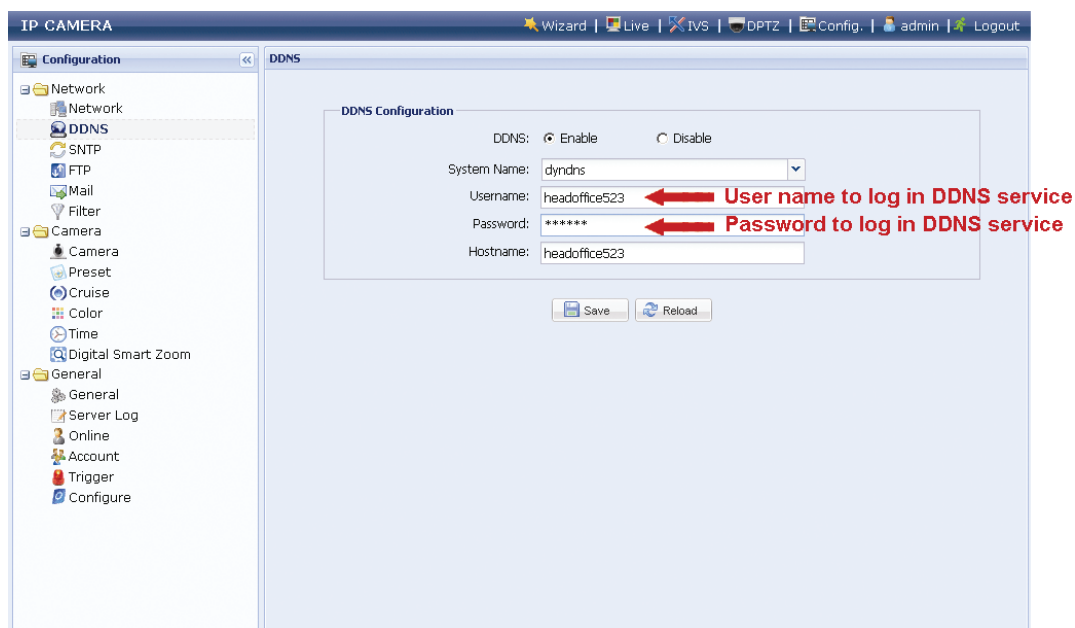 IP CAMERA Wizard | Live | IVS | DPTZ | Config. | admin | Logout
Configuration
DDNS
Network
Network
DDNS
SNTP
FTP
Mail
Filter
Camera
Camera
Preset
Cruise
Color
Time
Digital Smart Zoom
General
General
Server Log
Online
Account
Trigger
Configure
DDNS Configuration
DDNS: Enable Disable
System Name: dyndns
Username: headoffice523 User name to log in DDNS service
Password: ****** Password to log in DDNS service
Hostname: headoffice523
Save Reload